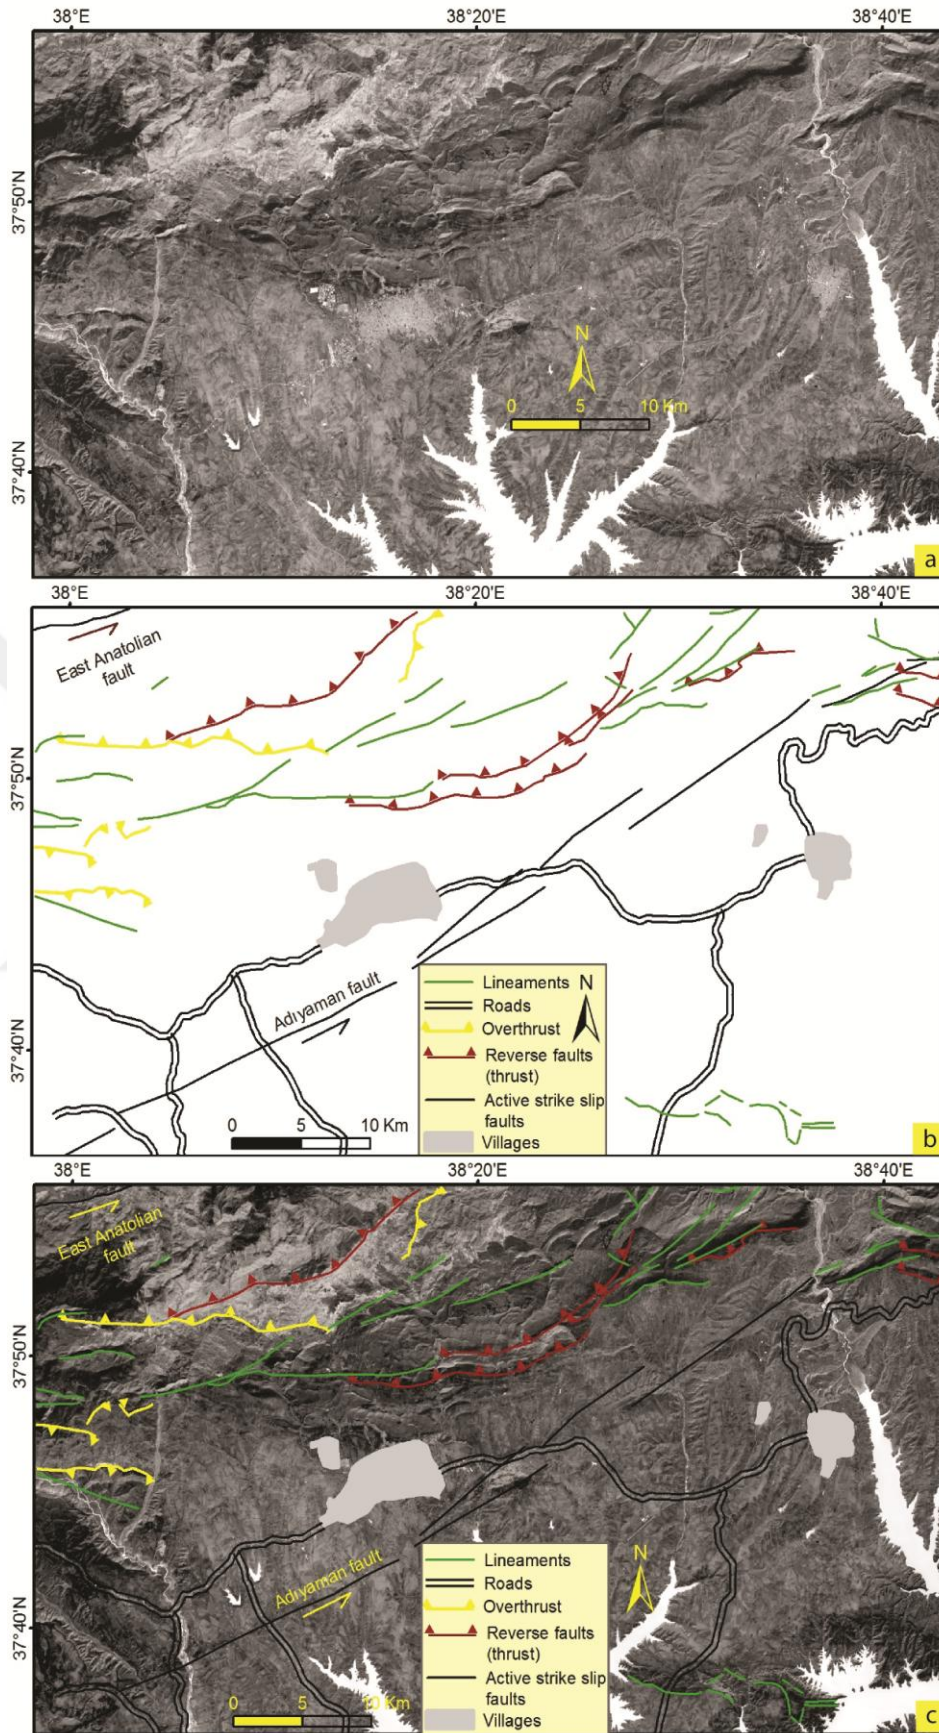 38°E 38°20'E 38°40'E
37°50'N
N
0 5 10 Km
37°40'N
a
38°E 38°20'E 38°40'E
East Anatolian
fault
37°50'N
Adıyaman fault
37°40'N
Lineaments N
Roads
Overthrust
Reverse faults
(thrust)
Active strike slip
faults
Villages
0 5 10 Km
b
38°E 38°20'E 38°40'E
East Anatolian
fault
37°50'N
Adıyaman fault
37°40'N
Lineaments
N
Roads
Overthrust
Reverse faults
(thrust)
Active strike slip
faults
Villages
0 5 10 Km
c